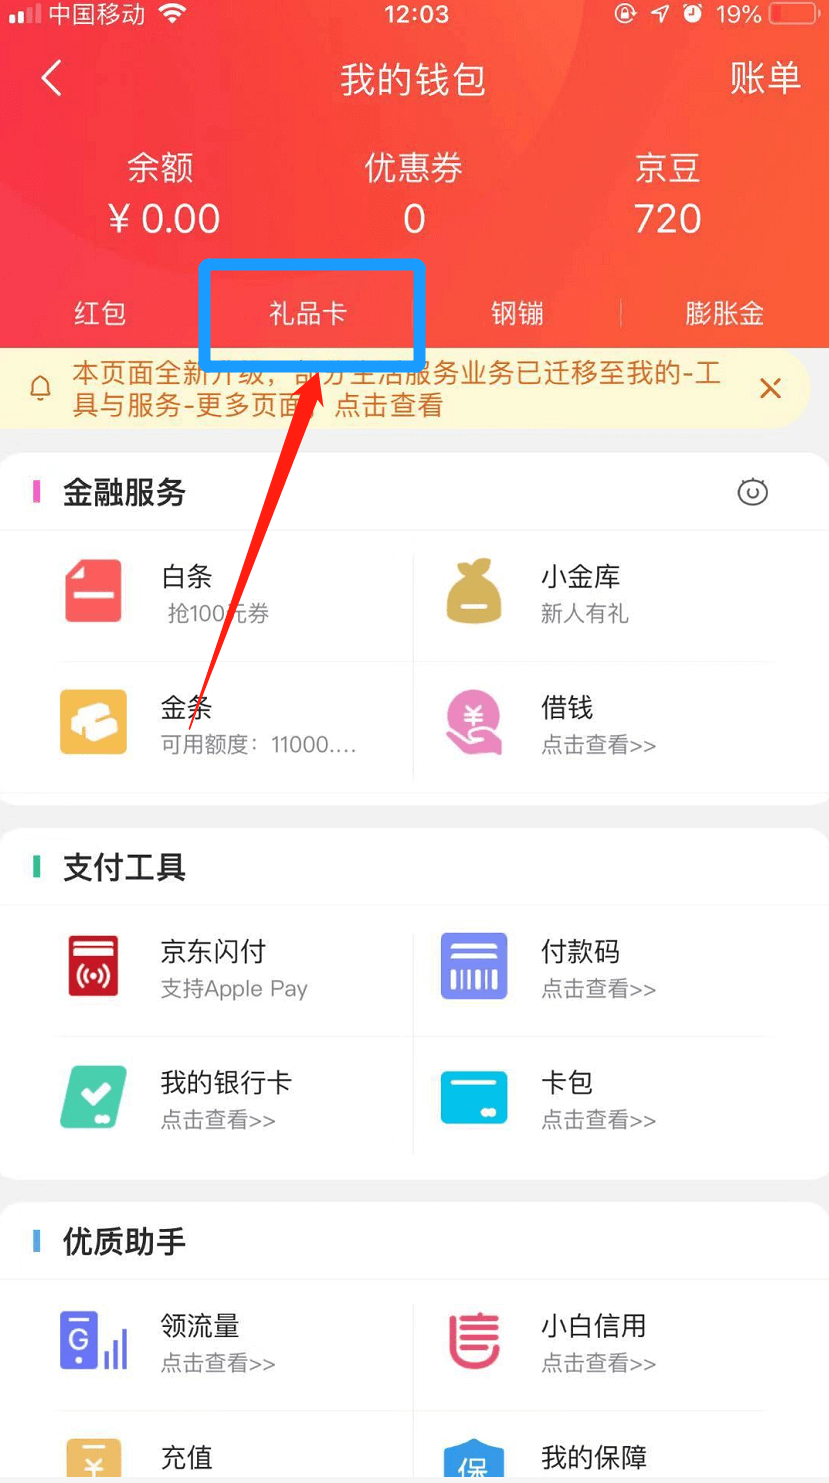 中国移动 12:03 19%
我的钱包 账单
余额 优惠券 京豆
¥ 0.00 0 720
红包 礼品卡 钢镚 膨胀金
本页面全新升级，部分生活服务业务已迁移至我的-工
具与服务-更多页面，点击查看
金融服务
白条 小金库
抢100元券 新人有礼
金条 借钱
可用额度：11000.... 点击查看>>
支付工具
京东闪付 付款码
支持Apple Pay 点击查看>>
我的银行卡 卡包
点击查看>> 点击查看>>
优质助手
领流量 小白信用
点击查看>> 点击查看>>
充值 我的保障